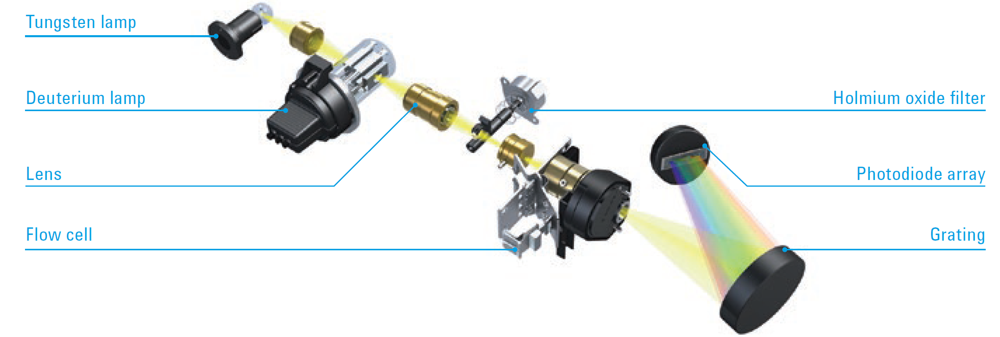 Tungsten lamp
Deuterium lamp
Holmium oxide filter
Lens
Photodiode array
Flow cell
Grating